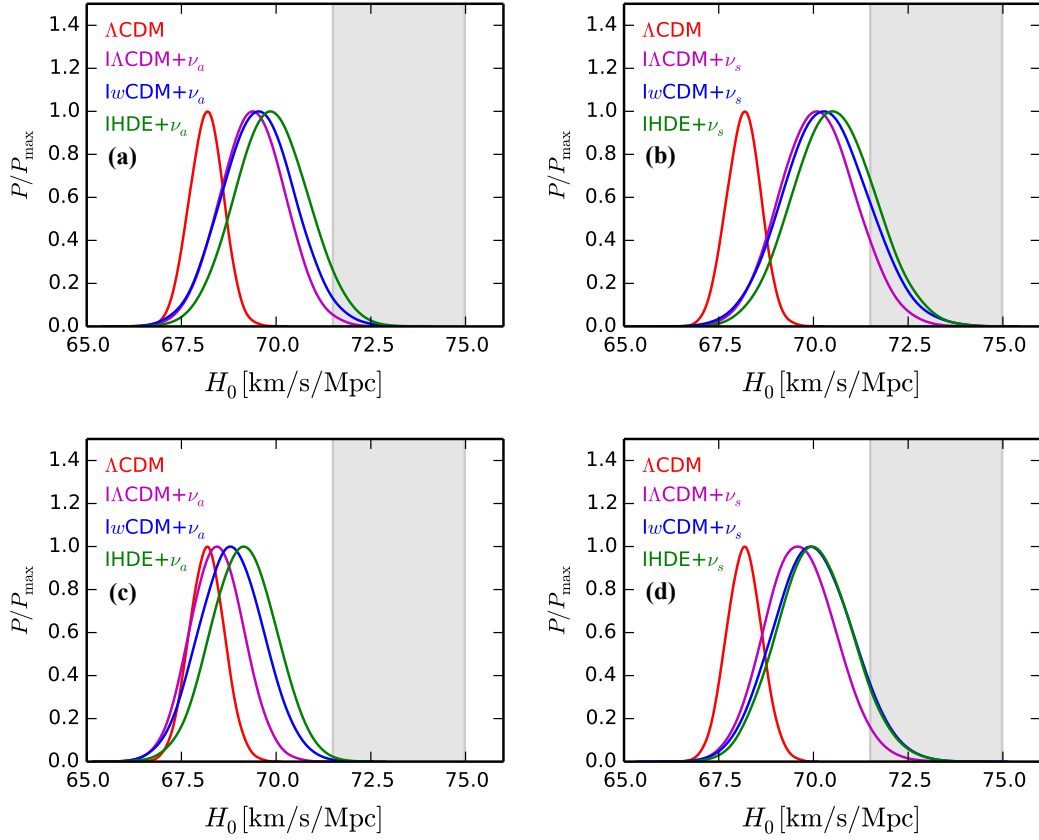 1.4
1.2
1.0
0.8
0.6
0.4
0.2
0.0
P/P_max
ΛCDM
IΛCDM+ν_a
IwCDM+ν_a
IHDE+ν_a
(a)
65.0 67.5 70.0 72.5 75.0
H_0 [km/s/Mpc]
1.4
1.2
1.0
0.8
0.6
0.4
0.2
0.0
P/P_max
ΛCDM
IΛCDM+ν_s
IwCDM+ν_s
IHDE+ν_s
(b)
65.0 67.5 70.0 72.5 75.0
H_0 [km/s/Mpc]
1.4
1.2
1.0
0.8
0.6
0.4
0.2
0.0
P/P_max
ΛCDM
IΛCDM+ν_a
IwCDM+ν_a
IHDE+ν_a
(c)
65.0 67.5 70.0 72.5 75.0
H_0 [km/s/Mpc]
1.4
1.2
1.0
0.8
0.6
0.4
0.2
0.0
P/P_max
ΛCDM
IΛCDM+ν_s
IwCDM+ν_s
IHDE+ν_s
(d)
65.0 67.5 70.0 72.5 75.0
H_0 [km/s/Mpc]